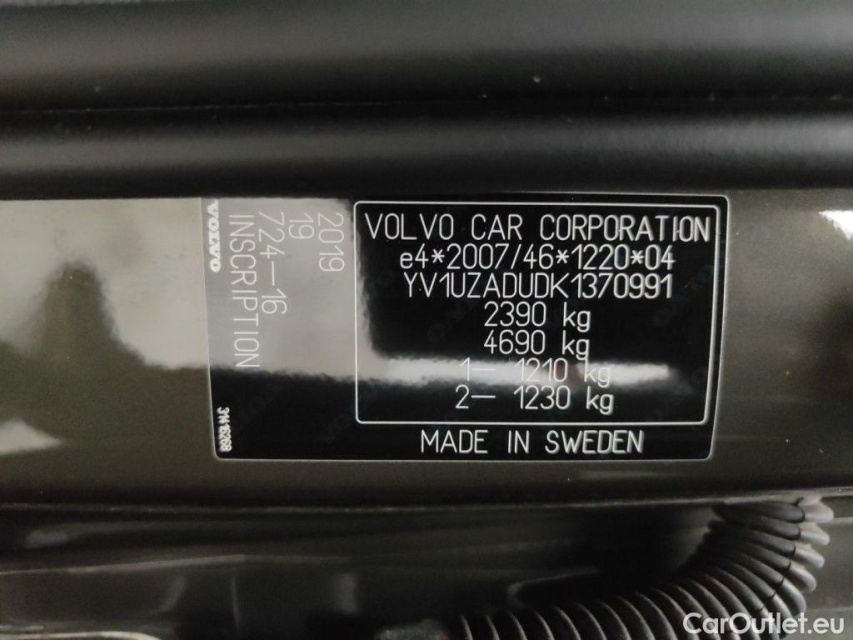 VOLVO
2019
19
724-16
INSCRIPTION
VOLVO CAR CORPORATION
e4*2007/46*1220*04
YV1UZADUDK1370991
2390 kg
4690 kg
1- 1210 kg
2- 1230 kg
MADE IN SWEDEN
CarOutlet.eu